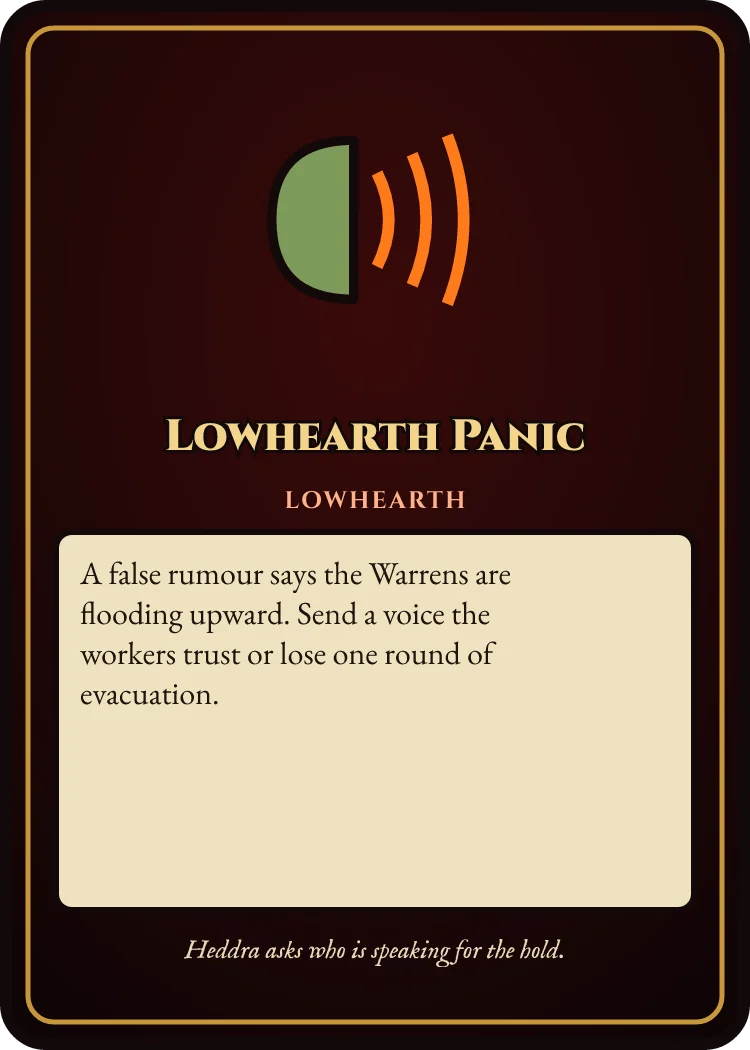 Lowhearth Panic
LOWHEARTH
A false rumour says the Warrens are
flooding upward. Send a voice the
workers trust or lose one round of
evacuation.
Heddra asks who is speaking for the hold.